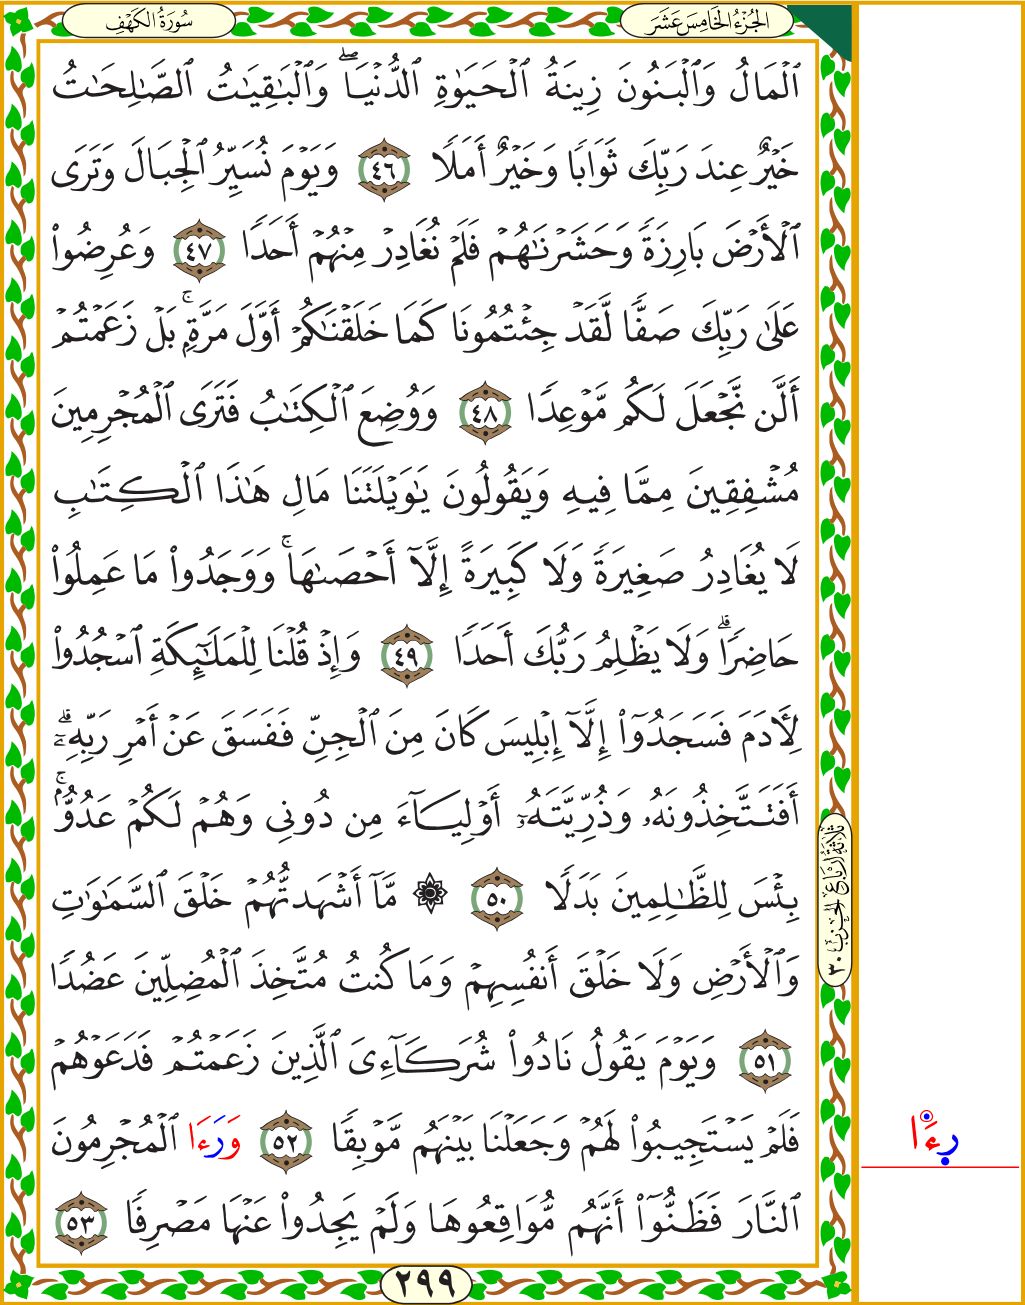 الجُزْءُ الخَامِسَ عَشَرَ
سُورَةُ الكَهْفِ
ٱلْمَالُ وَٱلْبَنُونَ زِينَةُ ٱلْحَيَوٰةِ ٱلدُّنْيَاۖ وَٱلْبَٰقِيَٰتُ ٱلصَّٰلِحَٰتُ
خَيْرٌ عِندَ رَبِّكَ ثَوَابًا وَخَيْرٌ أَمَلًا ٤٦ وَيَوْمَ نُسَيِّرُ ٱلْجِبَالَ وَتَرَى
ٱلْأَرْضَ بَارِزَةً وَحَشَرْنَٰهُمْ فَلَمْ نُغَادِرْ مِنْهُمْ أَحَدًا ٤٧ وَعُرِضُوا۟
عَلَىٰ رَبِّكَ صَفًّا لَّقَدْ جِئْتُمُونَا كَمَا خَلَقْنَٰكُمْ أَوَّلَ مَرَّةٍۭۚ بَلْ زَعَمْتُمْ
أَلَّن نَّجْعَلَ لَكُم مَّوْعِدًا ٤٨ وَوُضِعَ ٱلْكِتَٰبُ فَتَرَى ٱلْمُجْرِمِينَ
مُشْفِقِينَ مِمَّا فِيهِ وَيَقُولُونَ يَٰوَيْلَتَنَا مَالِ هَٰذَا ٱلْكِتَٰبِ
لَا يُغَادِرُ صَغِيرَةً وَلَا كَبِيرَةً إِلَّآ أَحْصَىٰهَاۚ وَوَجَدُوا۟ مَا عَمِلُوا۟
حَاضِرًاۗ وَلَا يَظْلِمُ رَبُّكَ أَحَدًا ٤٩ وَإِذْ قُلْنَا لِلْمَلَٰٓئِكَةِ ٱسْجُدُوا۟
لِءَادَمَ فَسَجَدُوٓا۟ إِلَّآ إِبْلِيسَ كَانَ مِنَ ٱلْجِنِّ فَفَسَقَ عَنْ أَمْرِ رَبِّهِۦٓۗ
أَفَتَتَّخِذُونَهُۥ وَذُرِّيَّتَهُۥٓ أَوْلِيَآءَ مِن دُونِى وَهُمْ لَكُمْ عَدُوٌّۢۚ
بِئْسَ لِلظَّٰلِمِينَ بَدَلًا ٥٠ ۞ مَّآ أَشْهَدتُّهُمْ خَلْقَ ٱلسَّمَٰوَٰتِ
وَٱلْأَرْضِ وَلَا خَلْقَ أَنفُسِهِمْ وَمَا كُنتُ مُتَّخِذَ ٱلْمُضِلِّينَ عَضُدًا
٥١ وَيَوْمَ يَقُولُ نَادُوا۟ شُرَكَآءِىَ ٱلَّذِينَ زَعَمْتُمْ فَدَعَوْهُمْ
فَلَمْ يَسْتَجِيبُوا۟ لَهُمْ وَجَعَلْنَا بَيْنَهُم مَّوْبِقًا ٥٢ وَرَءَا ٱلْمُجْرِمُونَ
ٱلنَّارَ فَظَنُّوٓا۟ أَنَّهُم مُّوَاقِعُوهَا وَلَمْ يَجِدُوا۟ عَنْهَا مَصْرِفًا ٥٣
ثَلَاثَةُ أَرْبَاعِ الحِزْب ٣٠
رِءَا
٢٩٩